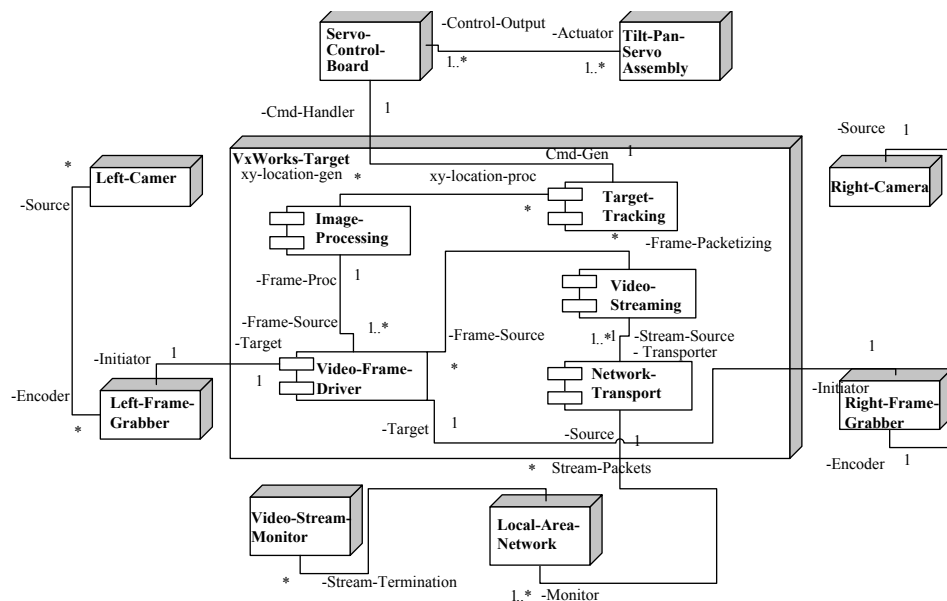 -Control-Output
Servo-
Control-
Board
-Actuator
Tilt-Pan-
Servo
Assembly
1..*
1..*
-Cmd-Handler
1
-Source
1
VxWorks-Target
Cmd-Gen
1
*
Left-Camer
xy-location-gen
*
xy-location-proc
Right-Camera
-Source
Image-
Processing
*
Target-
Tracking
*
-Frame-Packetizing
-Frame-Proc
1
Video-
Streaming
-Frame-Source
1..*
-Frame-Source
1..*
1
-Stream-Source
-Target
- Transporter
-Initiator
1
1
Video-Frame-
Driver
*
Network-
Transport
1
-Initiator
-Encoder
*
Left-Frame-
Grabber
Right-Frame-
Grabber
-Target
1
-Source
1
-Encoder
1
*
Stream-Packets
Video-Stream-
Monitor
Local-Area-
Network
*
-Stream-Termination
1..*
-Monitor